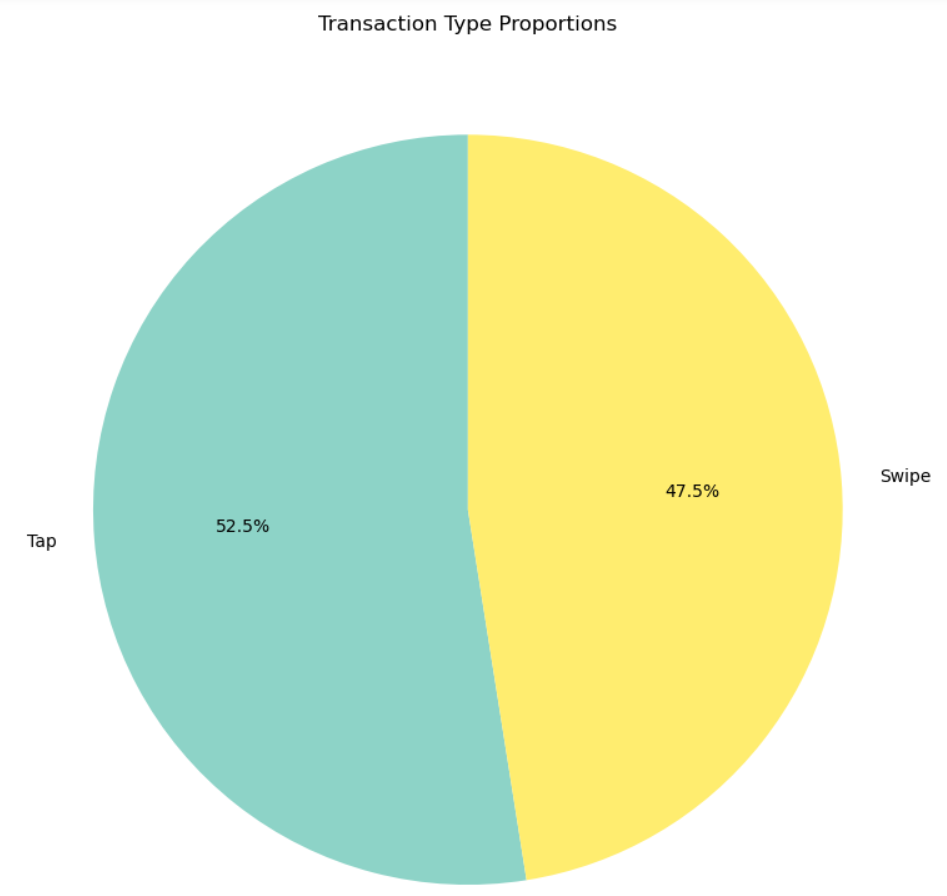 Transaction Type Proportions
Swipe
47.5%
52.5%
Tap